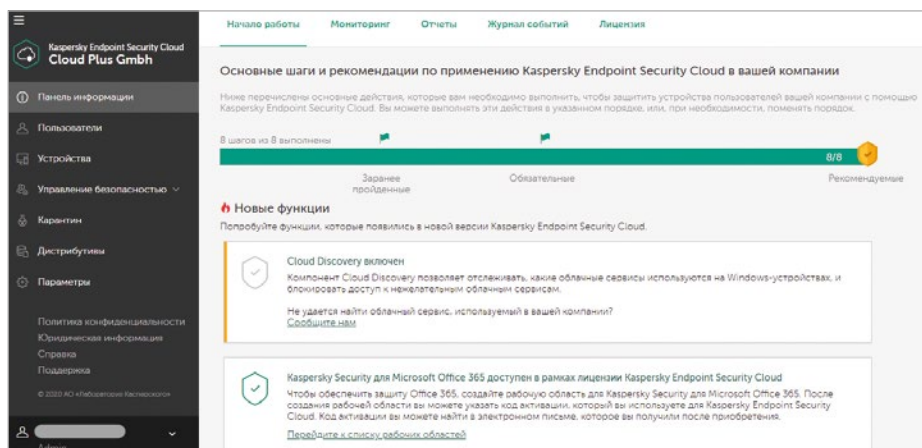 Начало работы Мониторинг Отчеты Журнал событий Лицензия
Kaspersky Endpoint Security Cloud
Cloud Plus Gmbh
Панель информации
Пользователи
Устройства
Управление безопасностью
Карантин
Дистрибутивы
Параметры
Политика конфиденциальности
Юридическая информация
Справка
Поддержка
© 2020 АО «Лаборатория Касперского»
Admin
Основные шаги и рекомендации по применению Kaspersky Endpoint Security Cloud в вашей компании
Ниже перечислены основные действия, которые вам необходимо выполнить, чтобы защитить устройства пользователей вашей компании с помощью
Kaspersky Endpoint Security Cloud. Вы можете выполнять эти действия в указанном порядке, или, при необходимости, поменять порядок.
8 шагов из 8 выполнены
8/8
Заранее
пройденные
Обязательные
Рекомендуемые
Новые функции
Попробуйте функции, которые появились в новой версии Kaspersky Endpoint Security Cloud.
Cloud Discovery включен
Компонент Cloud Discovery позволяет отслеживать, какие облачные сервисы используются на Windows-устройствах, и
блокировать доступ к нежелательным облачным сервисам.
Не удается найти облачный сервис, используемый в вашей компании?
Сообщите нам
Kaspersky Security для Microsoft Office 365 доступен в рамках лицензии Kaspersky Endpoint Security Cloud
Чтобы обеспечить защиту Office 365, создайте рабочую область для Kaspersky Security для Microsoft Office 365. После
создания рабочей области вы можете указать код активации, который вы используете для Kaspersky Endpoint Security
Cloud. Код активации вы можете найти в электронном письме, которое вы получили после приобретения.
Перейдите к списку рабочих областей